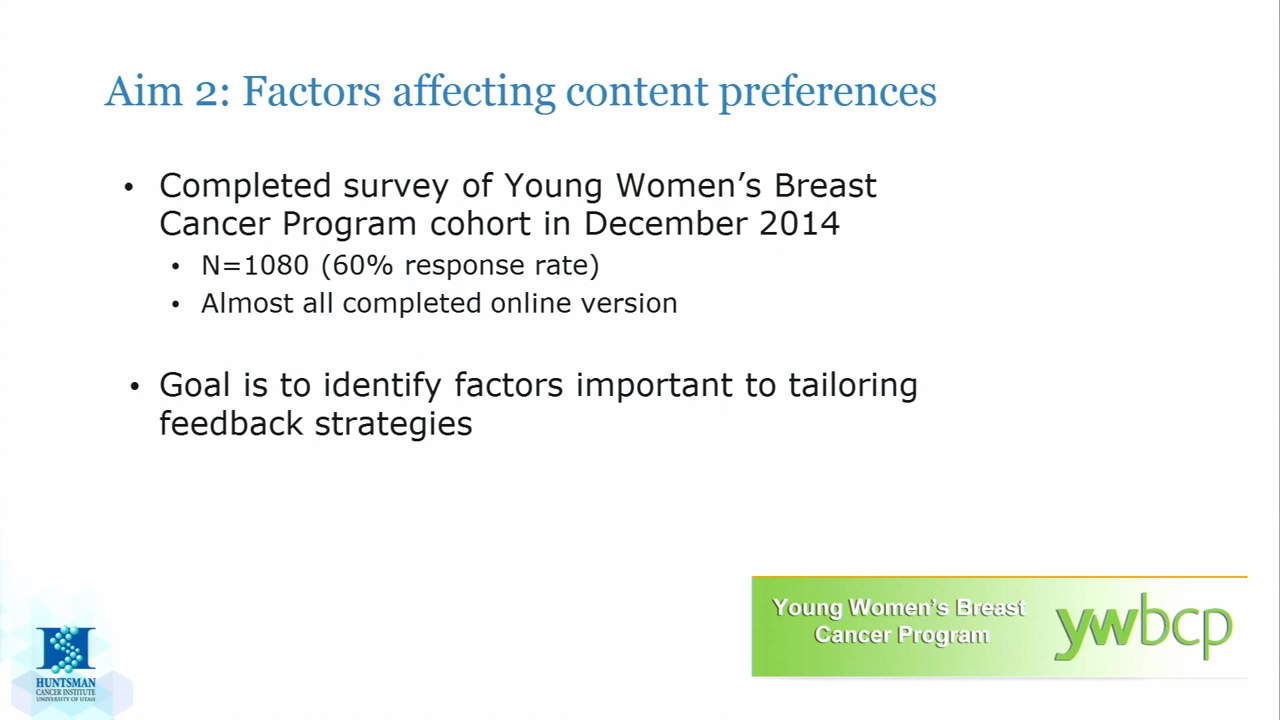 Aim 2: Factors affecting content preferences
• Completed survey of Young Women’s Breast
Cancer Program cohort in December 2014
• N=1080 (60% response rate)
• Almost all completed online version
• Goal is to identify factors important to tailoring
feedback strategies
Young Women’s Breast
Cancer Program
ywbcp
HUNTSMAN
CANCER INSTITUTE
UNIVERSITY OF UTAH